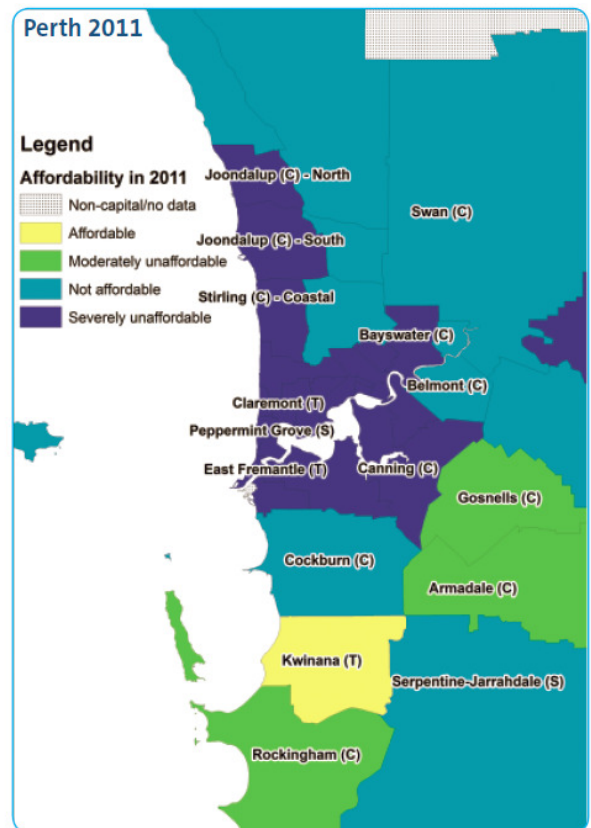 Perth 2011
Legend
Affordability in 2011
Non-capital/no data
Affordable
Moderately unaffordable
Not affordable
Severely unaffordable
Joondalup (C) - North
Swan (C)
Joondalup (C) - South
Stirling (C) - Coastal
Bayswater (C)
Belmont (C)
Claremont (T)
Peppermint Grove (S)
East Fremantle (T)
Canning (C)
Gosnells (C)
Cockburn (C)
Armadale (C)
Kwinana (T)
Serpentine-Jarrahdale (S)
Rockingham (C)